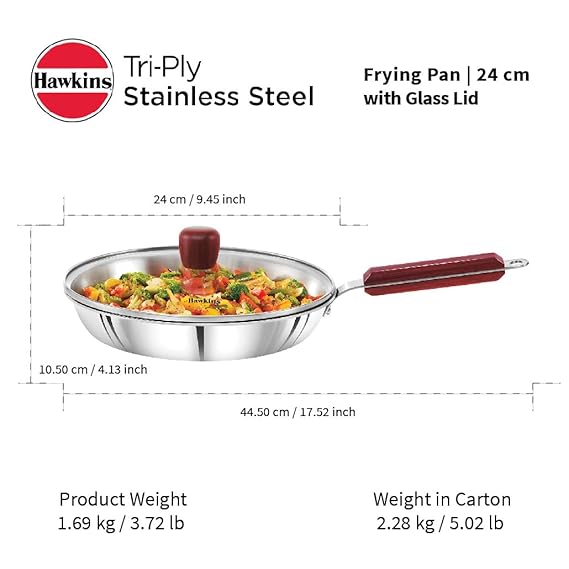 Hawkins
Tri-Ply
Stainless Steel
Frying Pan | 24 cm
with Glass Lid
24 cm / 9.45 inch
Hawkins
10.50 cm / 4.13 inch
44.50 cm / 17.52 inch
Product Weight
1.69 kg / 3.72 lb
Weight in Carton
2.28 kg / 5.02 lb